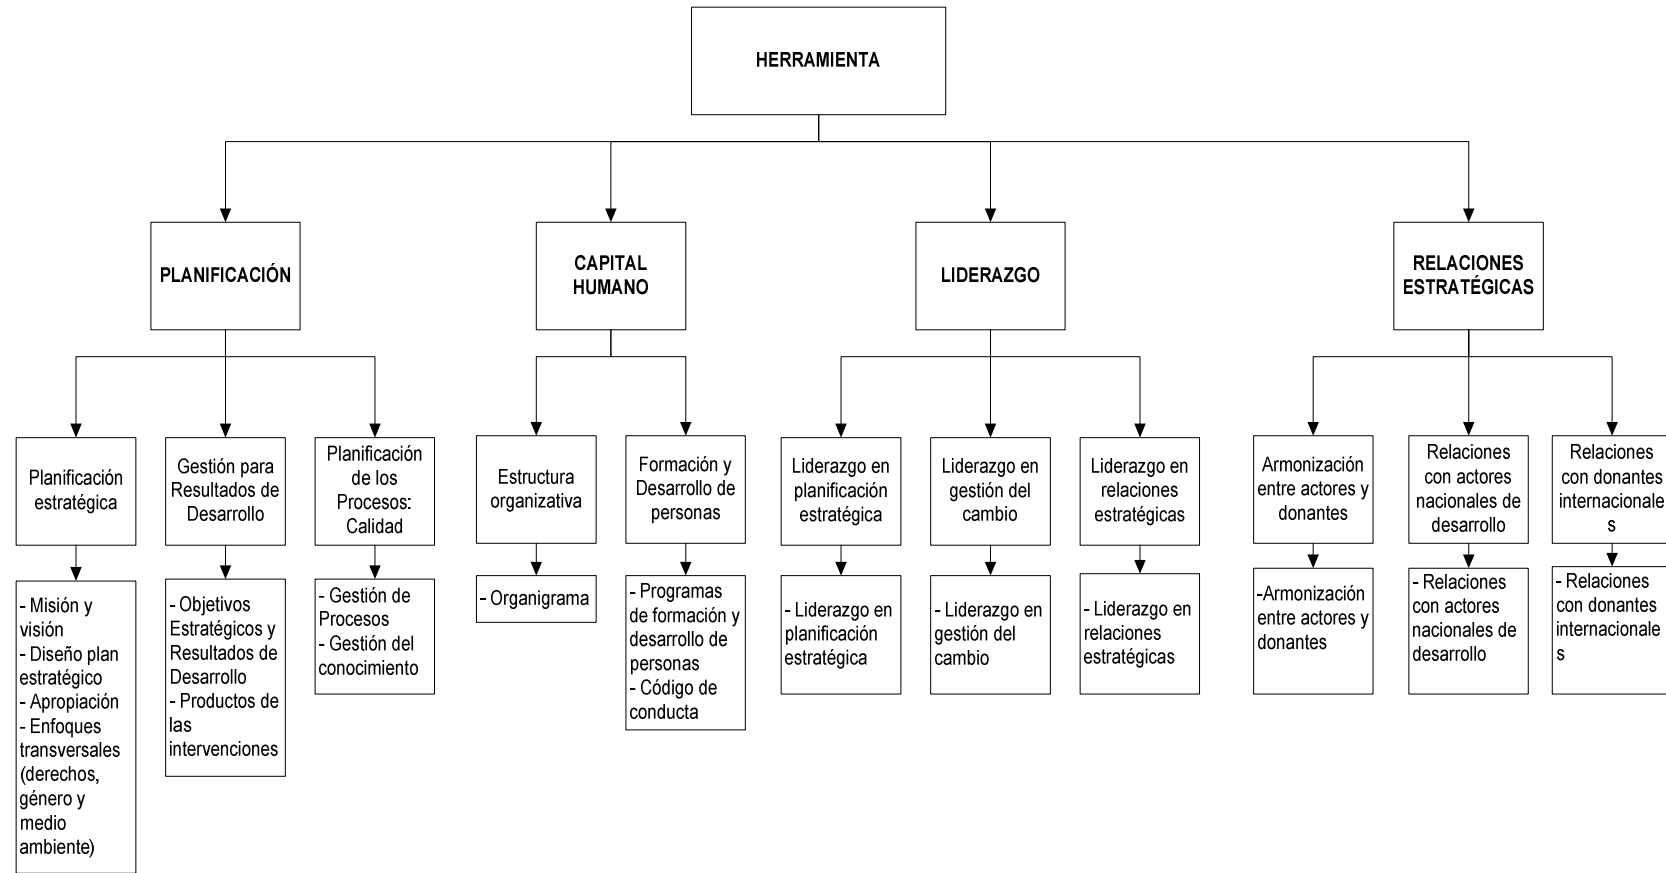 HERRAMIENTA
PLANIFICACIÓN
CAPITAL
HUMANO
LIDERAZGO
RELACIONES
ESTRATÉGICAS
Planificación
estratégica
Gestión para
Resultados de
Desarrollo
Planificación
de los
Procesos:
Calidad
Estructura
organizativa
Formación y
Desarrollo de
personas
Liderazgo en
planificación
estratégica
Liderazgo en
gestión del
cambio
Liderazgo en
relaciones
estratégicas
Armonización
entre actores y
donantes
Relaciones
con actores
nacionales de
desarrollo
Relaciones
con donantes
internacionale
s
- Misión y
visión
- Diseño plan
estratégico
- Apropiación
- Enfoques
transversales
(derechos,
género y
medio
ambiente)
- Objetivos
Estratégicos y
Resultados de
Desarrollo
- Productos de
las
intervenciones
- Gestión de
Procesos
- Gestión del
conocimiento
- Organigrama
- Programas
de formación y
desarrollo de
personas
- Código de
conducta
- Liderazgo en
planificación
estratégica
- Liderazgo en
gestión del
cambio
- Liderazgo en
relaciones
estratégicas
-Armonización
entre actores y
donantes
- Relaciones
con actores
nacionales de
desarrollo
- Relaciones
con donantes
internacionale
s